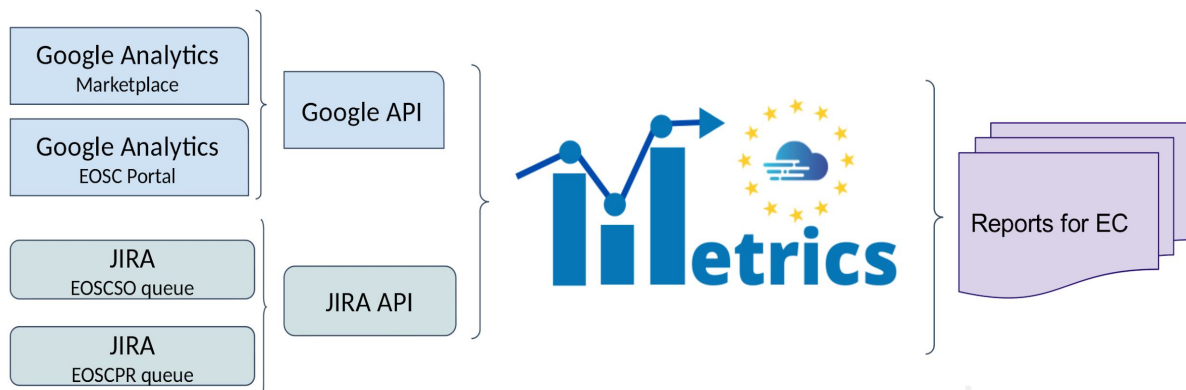 Google Analytics
Marketplace
Google Analytics
EOSC Portal
JIRA
EOSCSO queue
JIRA
EOSCPR queue
Google API
JIRA API
Metrics
Reports for EC